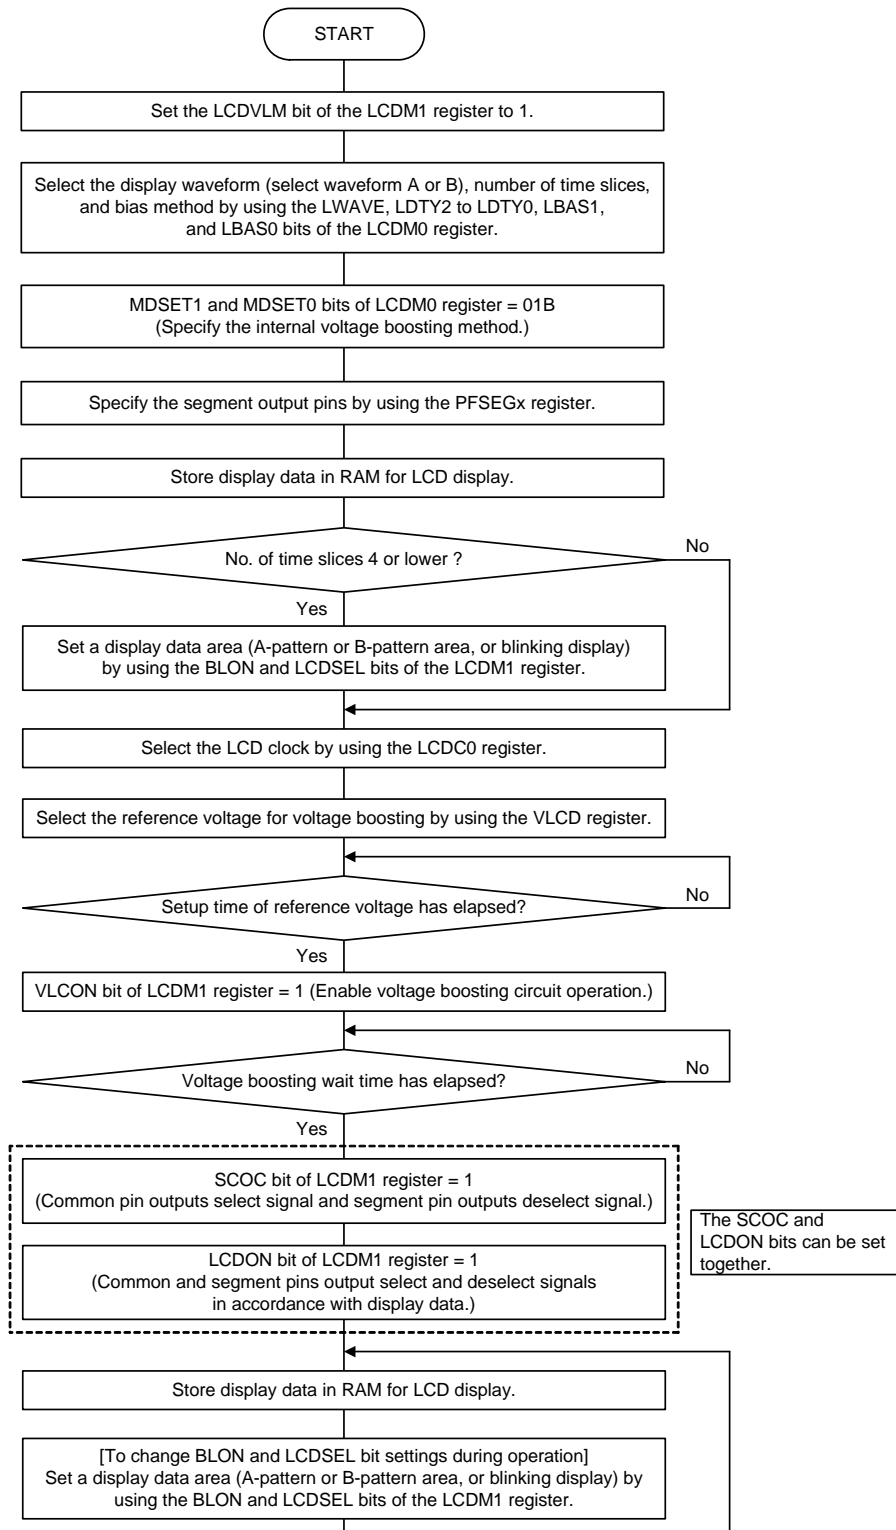 START
Set the LCDVLM bit of the LCDM1 register to 1.
Select the display waveform (select waveform A or B), number of time slices,
and bias method by using the LWAVE, LDTY2 to LDTY0, LBAS1,
and LBAS0 bits of the LCDM0 register.
MDSET1 and MDSET0 bits of LCDM0 register = 01B
(Specify the internal voltage boosting method.)
Specify the segment output pins by using the PFSEGx register.
Store display data in RAM for LCD display.
No. of time slices 4 or lower ?
No
Yes
Set a display data area (A-pattern or B-pattern area, or blinking display)
by using the BLON and LCDSEL bits of the LCDM1 register.
Select the LCD clock by using the LCDC0 register.
Select the reference voltage for voltage boosting by using the VLCD register.
Setup time of reference voltage has elapsed?
No
Yes
VLCON bit of LCDM1 register = 1 (Enable voltage boosting circuit operation.)
Voltage boosting wait time has elapsed?
No
Yes
SCOC bit of LCDM1 register = 1
(Common pin outputs select signal and segment pin outputs deselect signal.)
The SCOC and
LCDON bits can be set
together.
LCDON bit of LCDM1 register = 1
(Common and segment pins output select and deselect signals
in accordance with display data.)
Store display data in RAM for LCD display.
[To change BLON and LCDSEL bit settings during operation]
Set a display data area (A-pattern or B-pattern area, or blinking display) by
using the BLON and LCDSEL bits of the LCDM1 register.